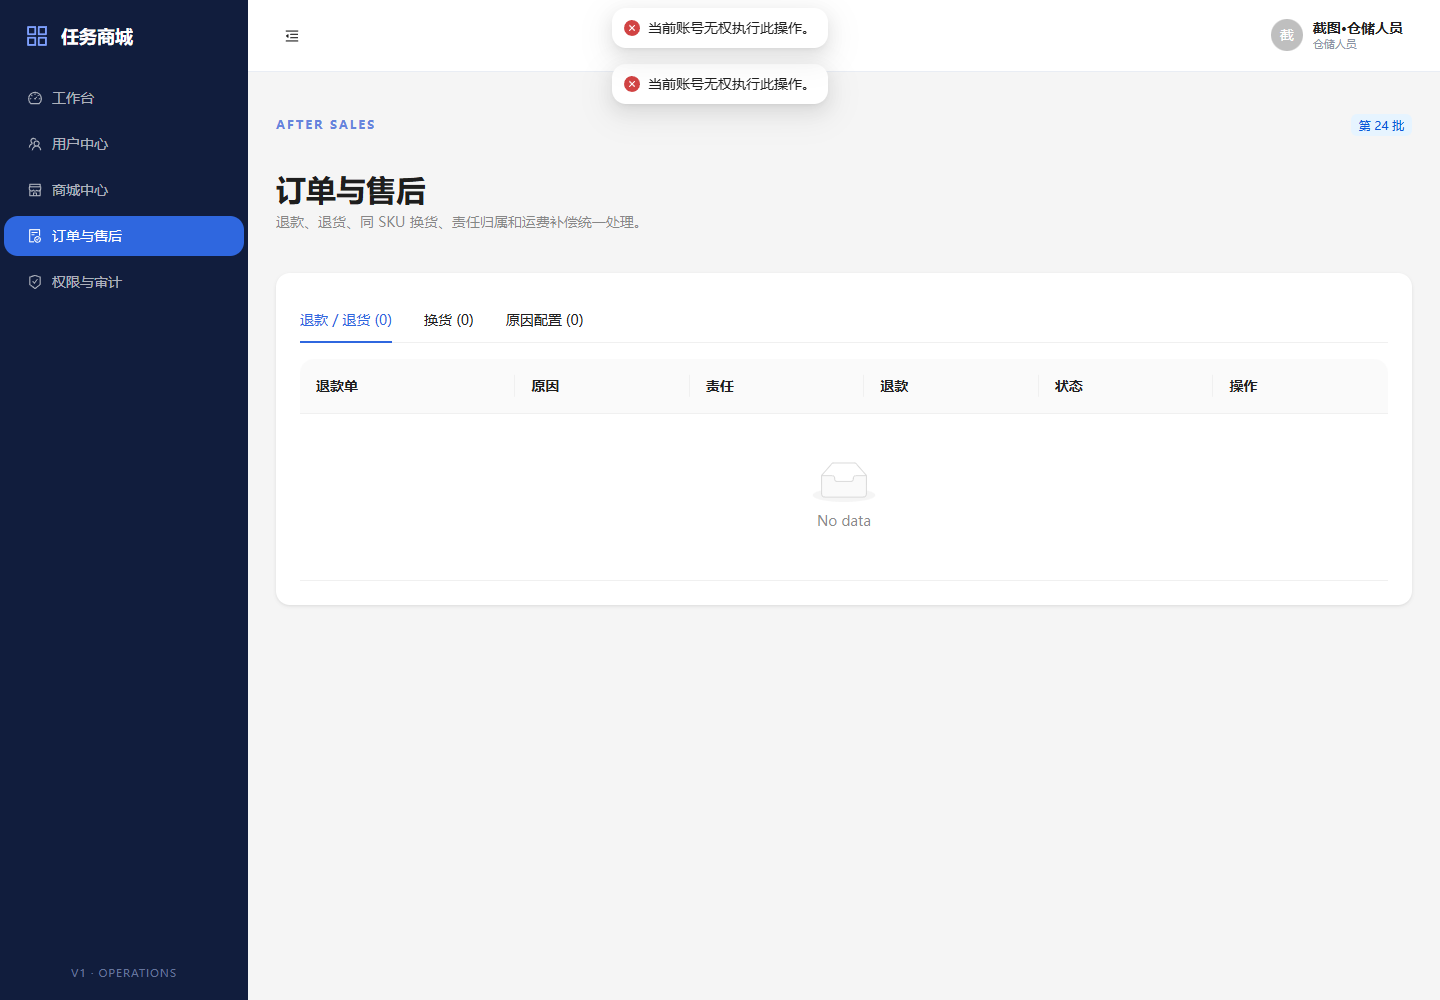 任务商城
工作台
用户中心
商城中心
订单与售后
权限与审计
V1 · OPERATIONS
当前账号无权执行此操作。
当前账号无权执行此操作。
截
截图•仓储人员
仓储人员
AFTER SALES
第 24 批
订单与售后
退款、退货、同 SKU 换货、责任归属和运费补偿统一处理。
退款 / 退货 (0) 换货 (0) 原因配置 (0)
退款单 原因 责任 退款 状态 操作
No data